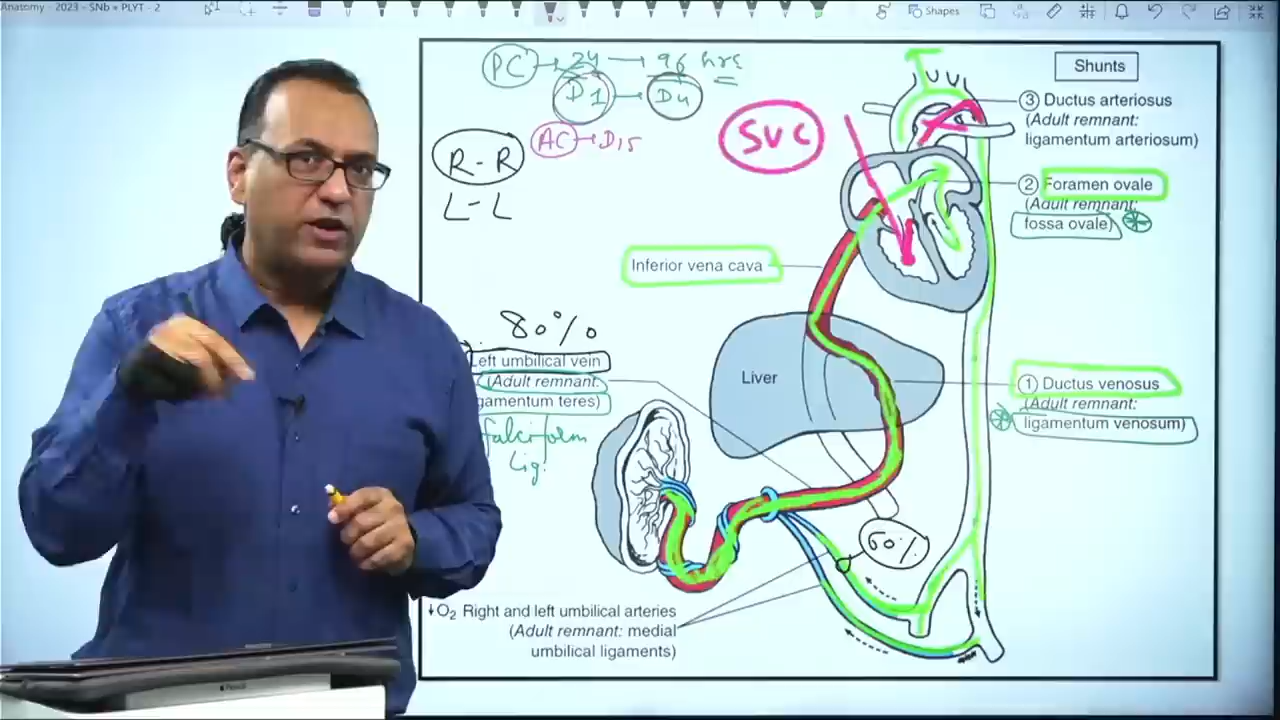 Anatomy - 2023 - SNb » PLYT - 2
Shapes
PC → 24 → 96 hrs
D1 → D4
AC → D15
R - R
L - L
SVC
Shunts
③ Ductus arteriosus
(Adult remnant:
ligamentum arteriosum)
② Foramen ovale
(Adult remnant:
fossa ovale)
Inferior vena cava
80%
Left umbilical vein
(Adult remnant:
ligamentum teres)
falciform
Lig.
Liver
① Ductus venosus
(Adult remnant:
ligamentum venosum)
60%
↓O₂ Right and left umbilical arteries
(Adult remnant: medial
umbilical ligaments)